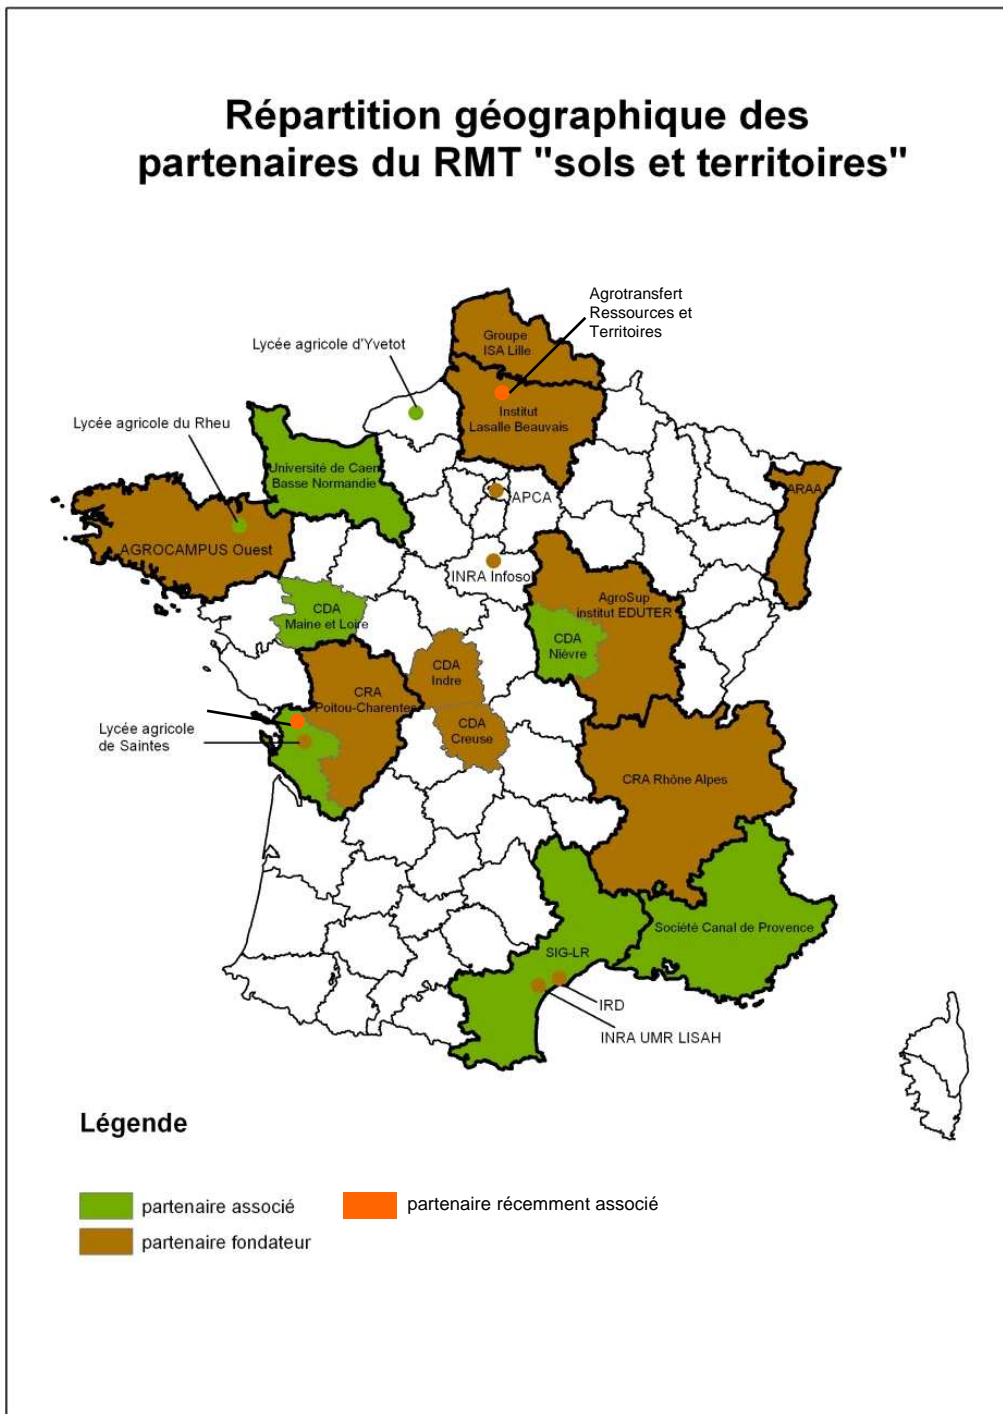 Répartition géographique des
partenaires du RMT "sols et territoires"
Agrotransfert
Ressources et
Territoires
Groupe
ISA Lille
Lycée agricole d'Yvetot
Institut
Lasalle Beauvais
Lycée agricole du Rheu
Université de Caen
Basse Normandie
ARAA
APCA
AGROCAMPUS Ouest
INRA Infosol
AgroSup
institut EDUTER
CDA
Maine et Loire
CDA
Nièvre
CDA
Indre
CRA
Poitou-Charentes
CDA
Creuse
Lycée agricole
de Saintes
CRA Rhône Alpes
Société Canal de Provence
SIG-LR
IRD
INRA UMR LISAH
Légende
partenaire associé
partenaire récemment associé
partenaire fondateur